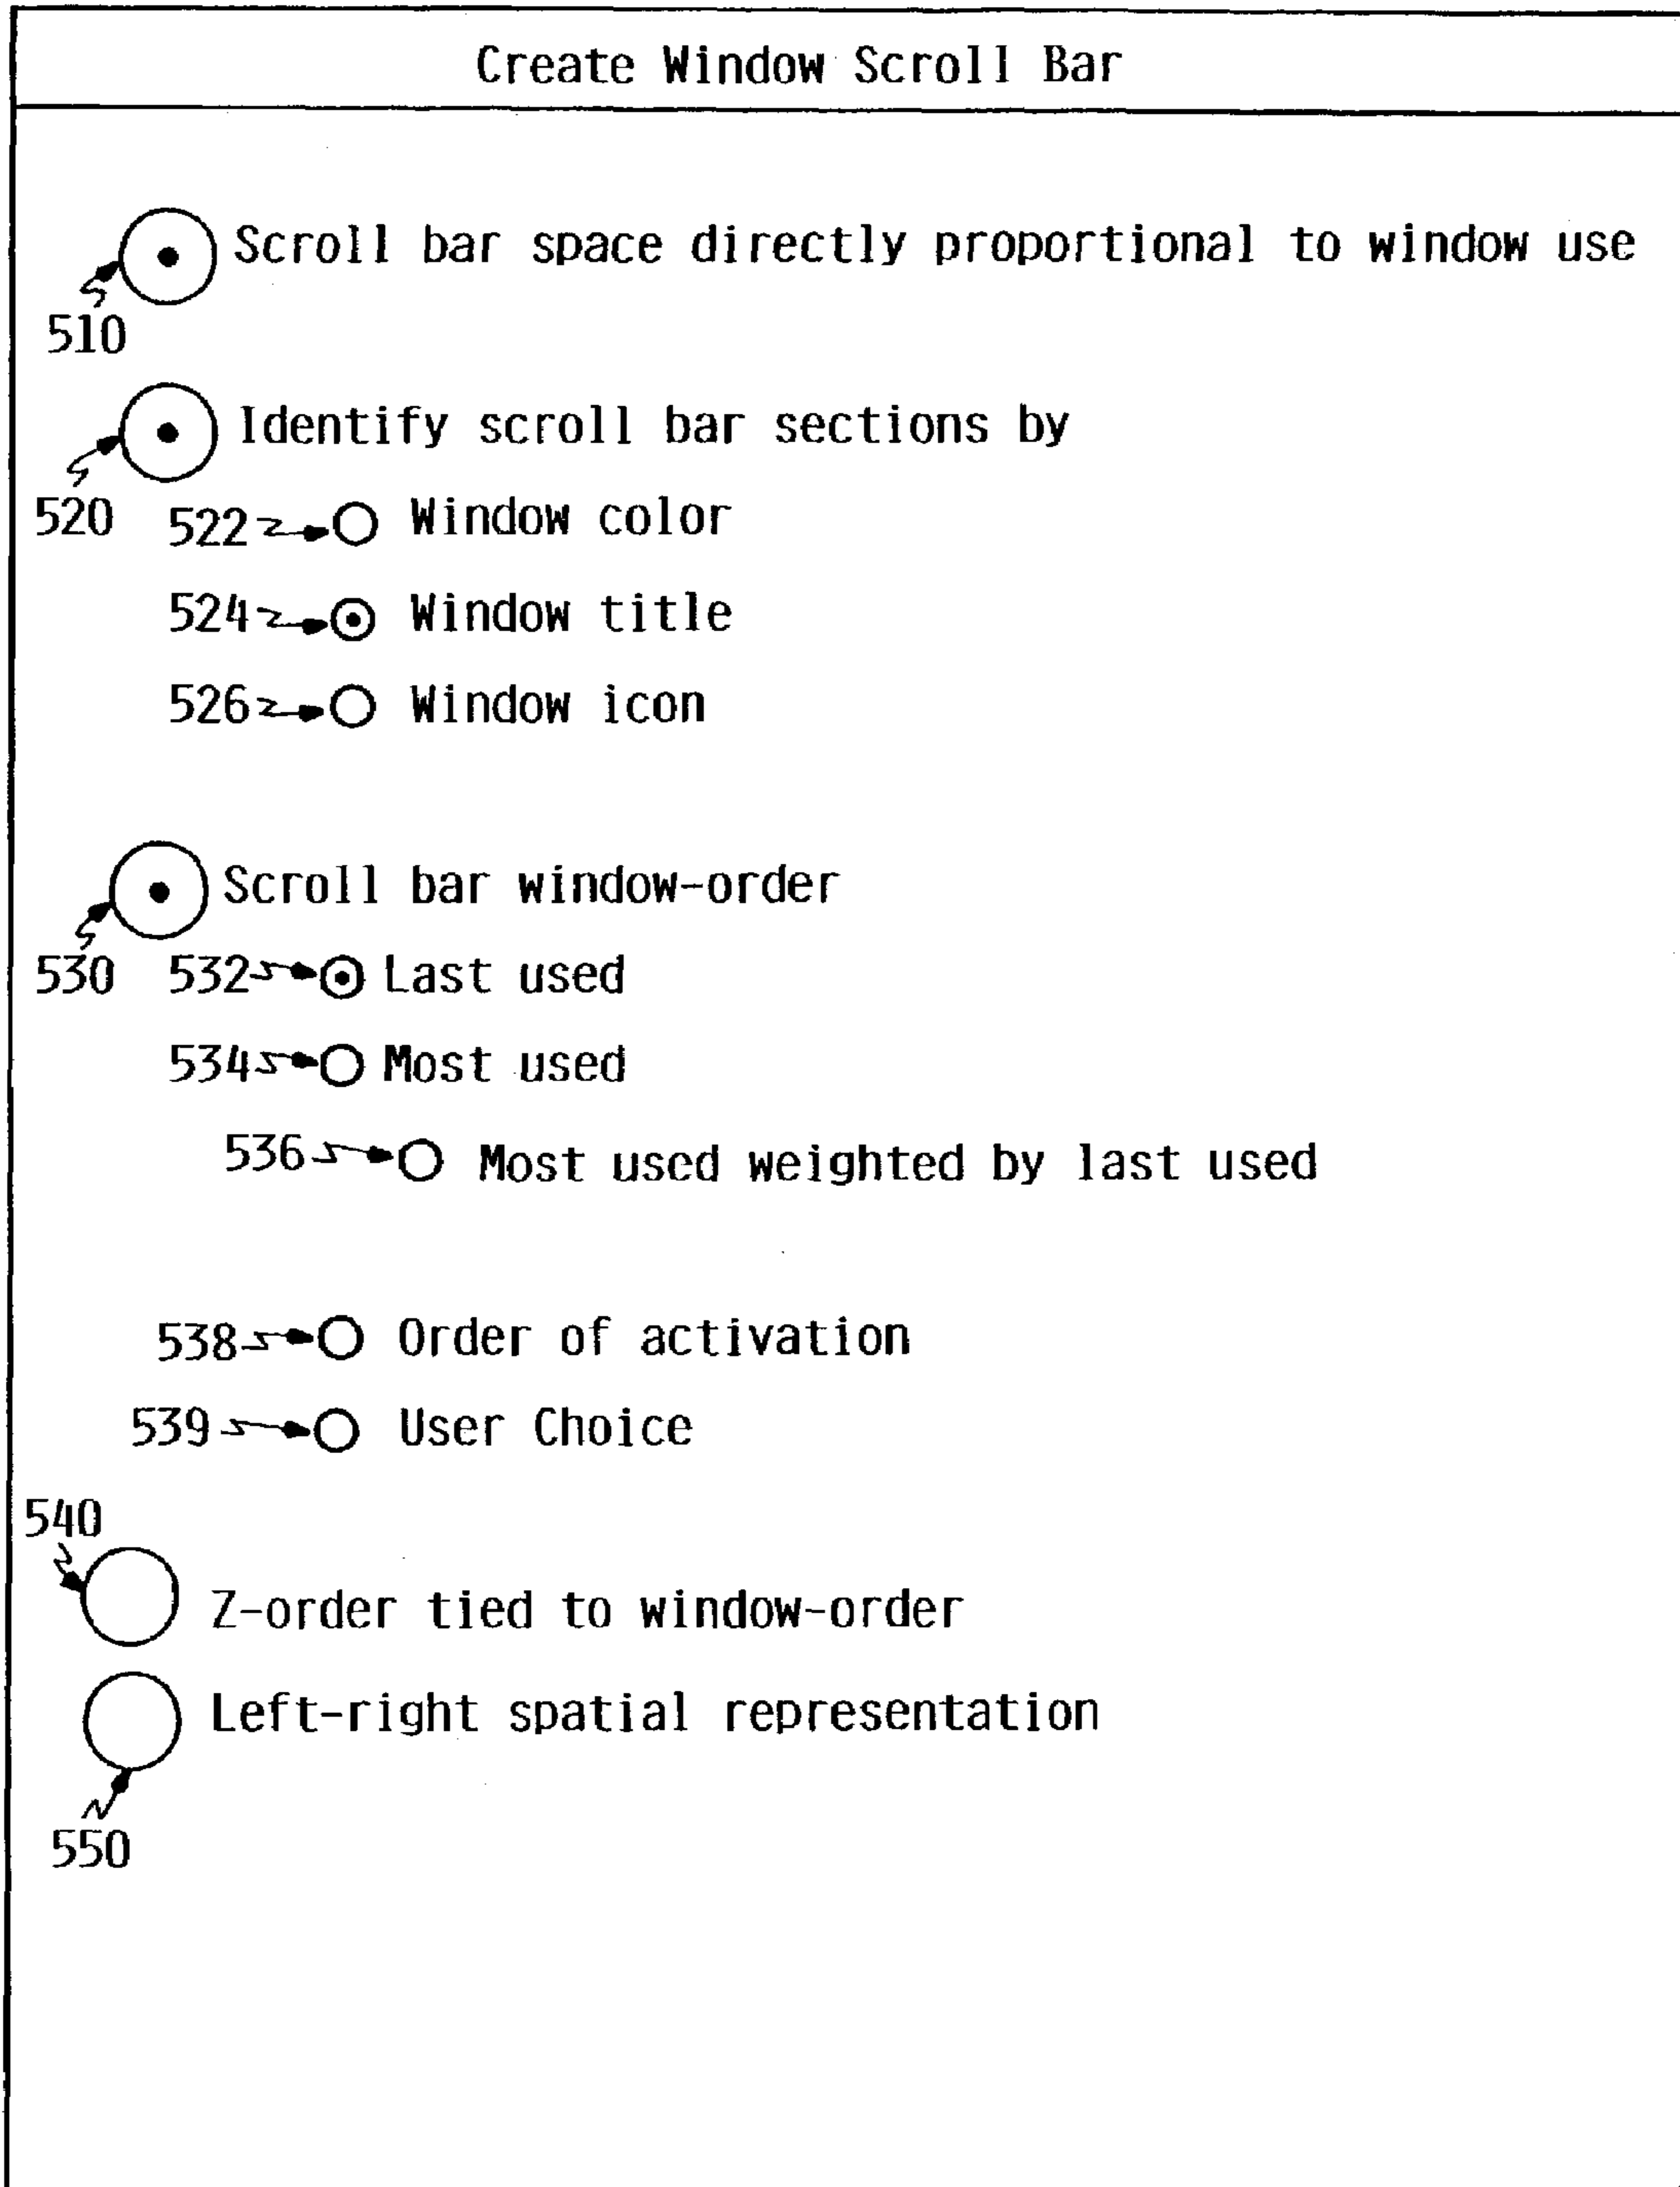 Create Window Scroll Bar
Scroll bar space directly proportional to window use
510
Identify scroll bar sections by
520
522 Window color
524 Window title
526 Window icon
Scroll bar window-order
530
532 Last used
534 Most used
536 Most used weighted by last used
538 Order of activation
539 User Choice
540
Z-order tied to window-order
Left-right spatial representation
550